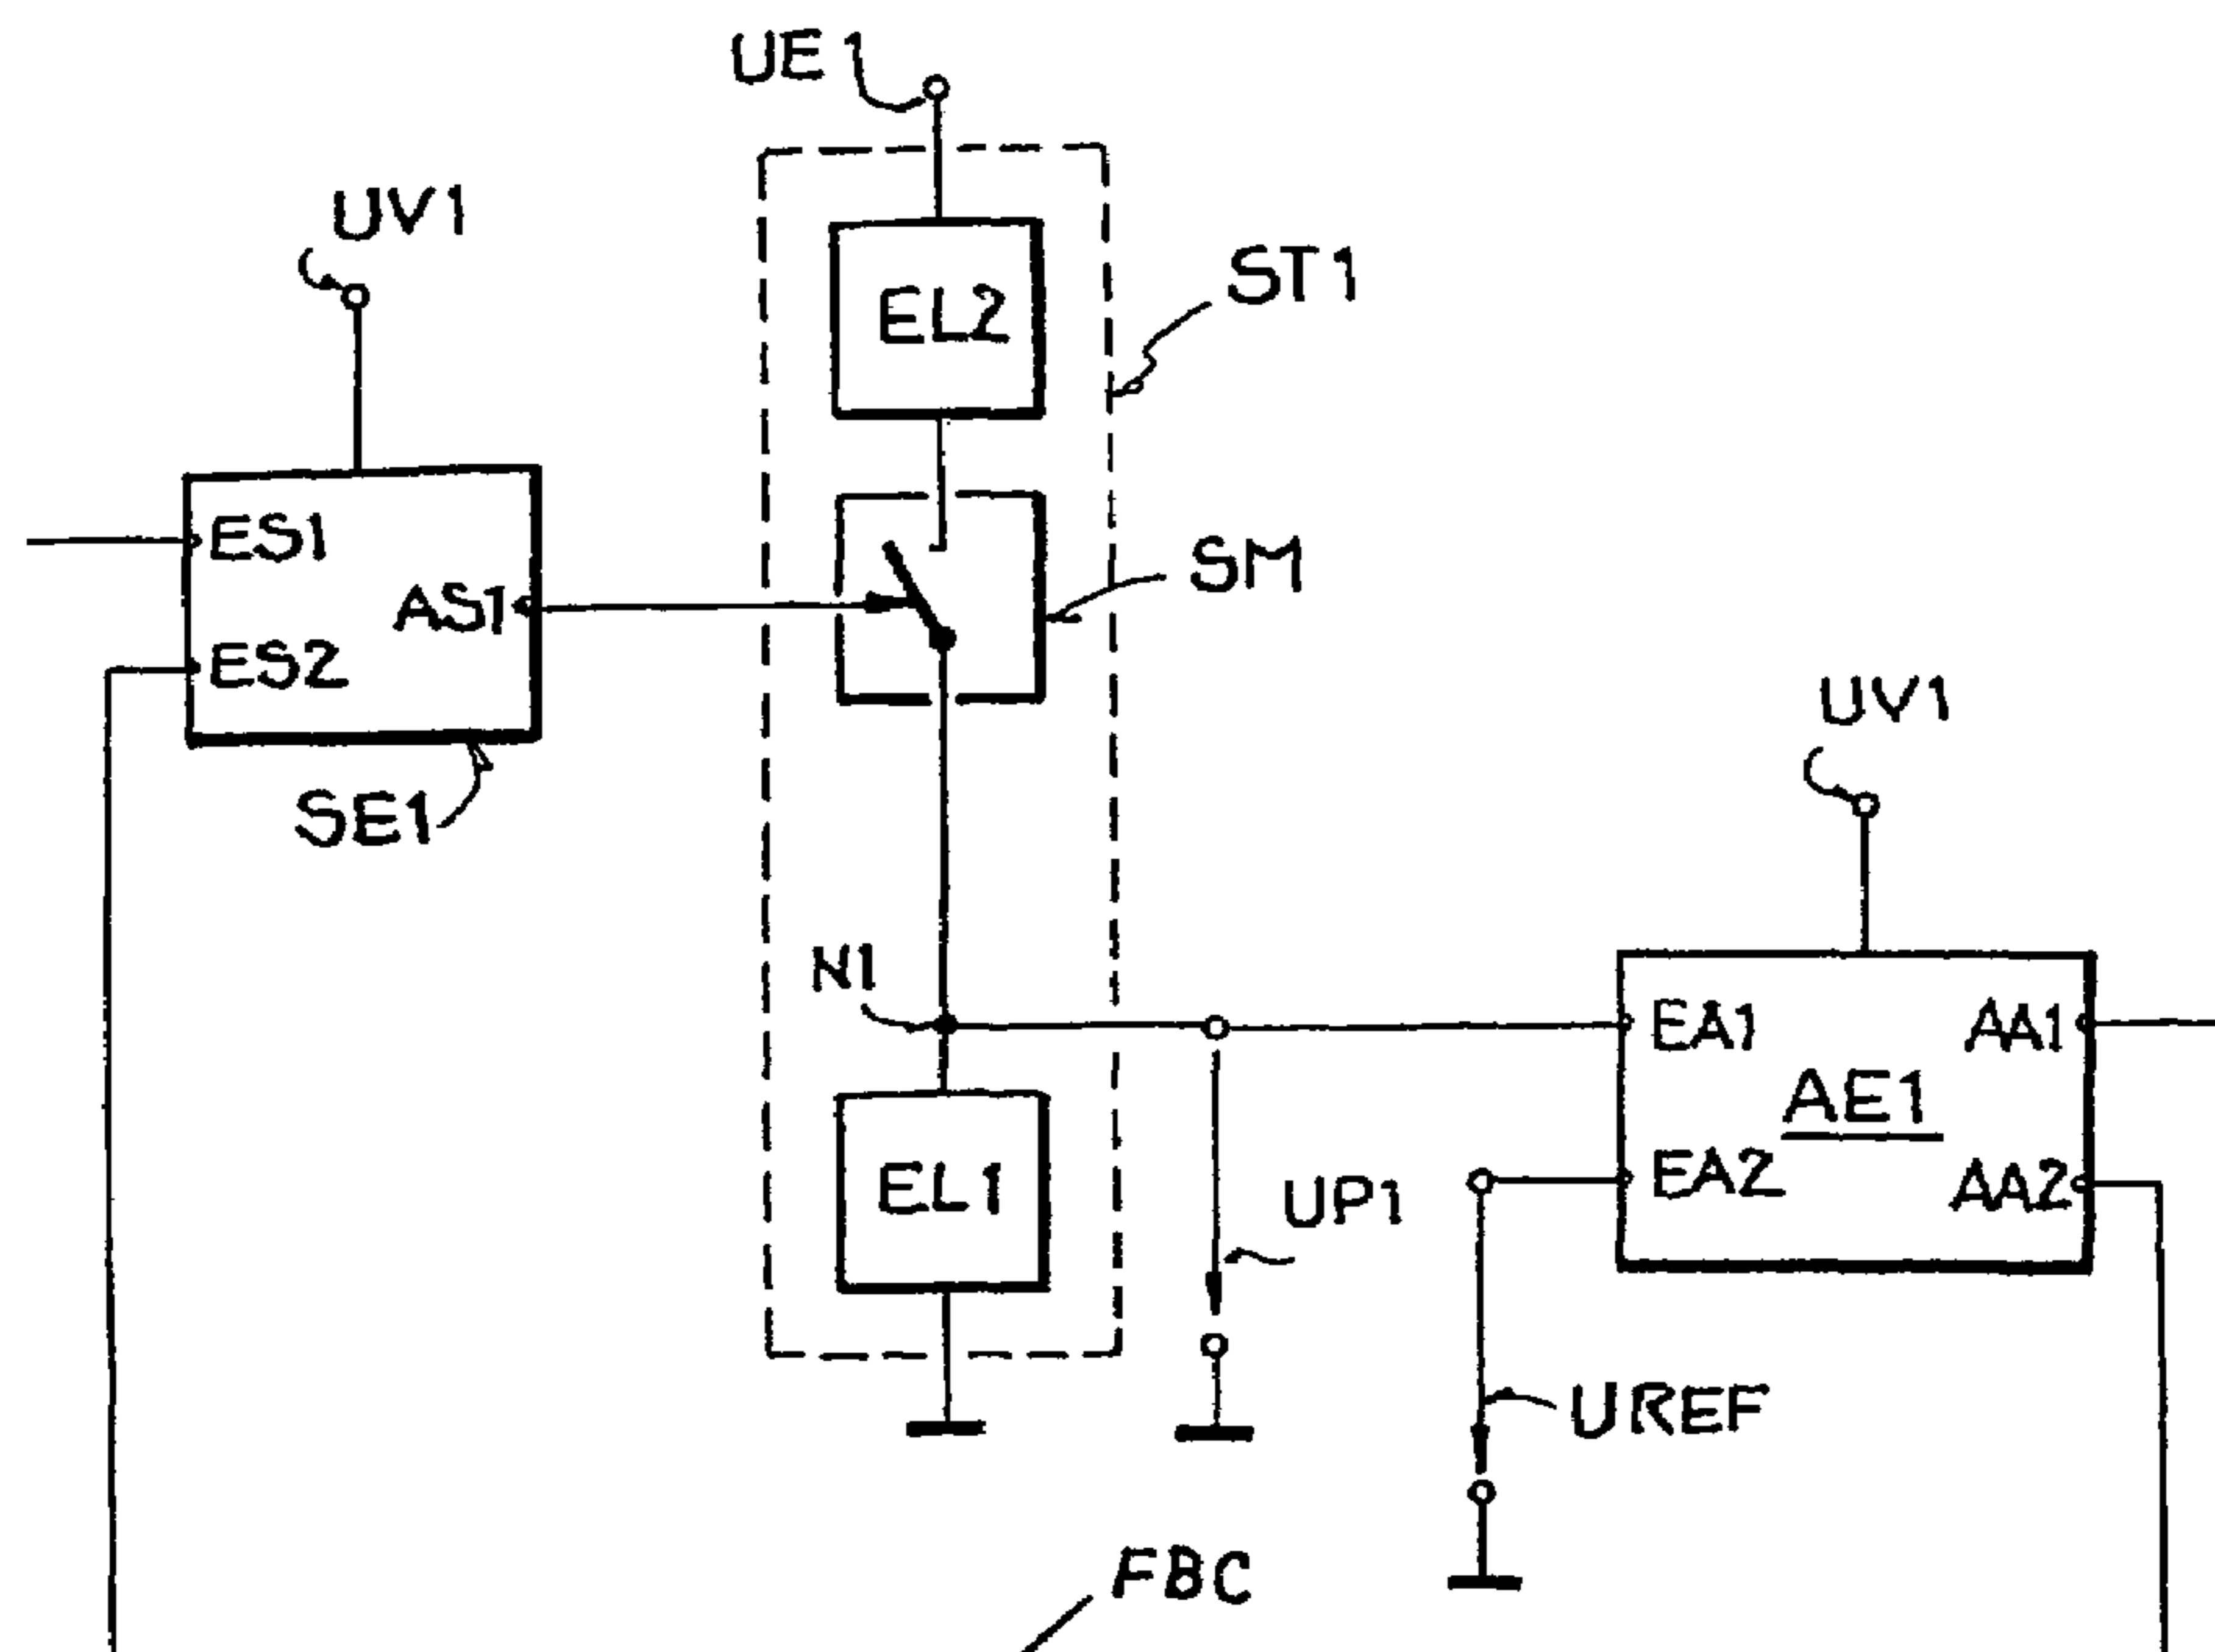 UE1
UV1
ST1
EL2
ES1
AS1
SM
ES2
UV1
SE1
N1
EA1
AA1
AE1
EA2
AA2
EL1
UP1
UREF
FBC